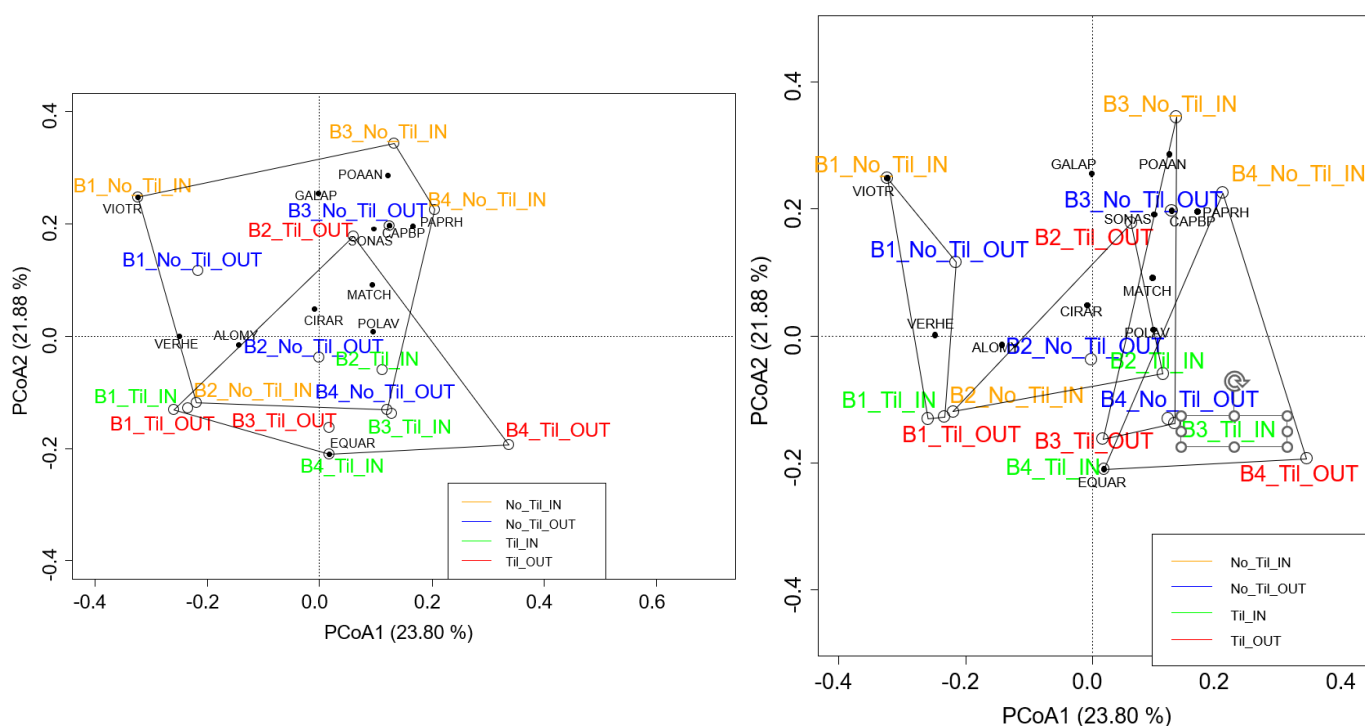 0.4
B3_No_Til_IN
POAAN
B1_No_Til_IN
GALAP
B4_No_Til_IN
VIOTR
0.2
B3_No_Til_OUT
PAPRH
B2_Til_OUT
CAPBP
SONAS
B1_No_Til_OUT
MATCH
CIRAR
POLAV
0.0
ALOMY
VERHE
B2_No_Til_OUT
B2_Til_IN
B1_Til_IN
B2_No_Til_IN
B4_No_Til_OUT
B1_Til_OUT
B3_Til_OUT
B3_Til_IN
B4_Til_OUT
-0.2
EQUAR
B4_Til_IN
No_Til_IN
No_Til_OUT
Til_IN
Til_OUT
-0.4
PCoA2 (21.88 %)
-0.4 -0.2 0.0 0.2 0.4 0.6
PCoA1 (23.80 %)
0.4
B3_No_Til_IN
GALAP
POAAN
B1_No_Til_IN
B4_No_Til_IN
VIOTR
0.2
B3_No_Til_OUT
SONAS
PAPRH
CAPBP
B2_Til_OUT
B1_No_Til_OUT
MATCH
CIRAR
VERHE
POLAV
0.0
ALOMY
B2_No_Til_OUT
B2_Til_IN
B1_Til_IN
B2_No_Til_IN
B4_No_Til_OUT
B1_Til_OUT
B3_Til_OUT
B3_Til_IN
B4_Til_IN
B4_Til_OUT
EQUAR
-0.2
No_Til_IN
No_Til_OUT
Til_IN
Til_OUT
-0.4
PCoA2 (21.88 %)
-0.4 -0.2 0.0 0.2
PCoA1 (23.80 %)